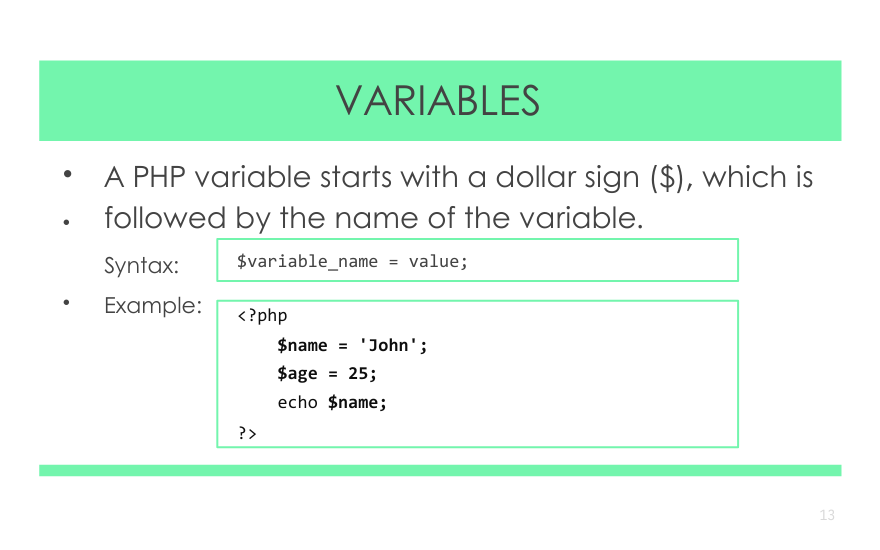 VARIABLES
• A PHP variable starts with a dollar sign ($), which is
• followed by the name of the variable.
Syntax: $variable_name = value;
• Example:
<?php
$name = 'John';
$age = 25;
echo $name;
?>
13